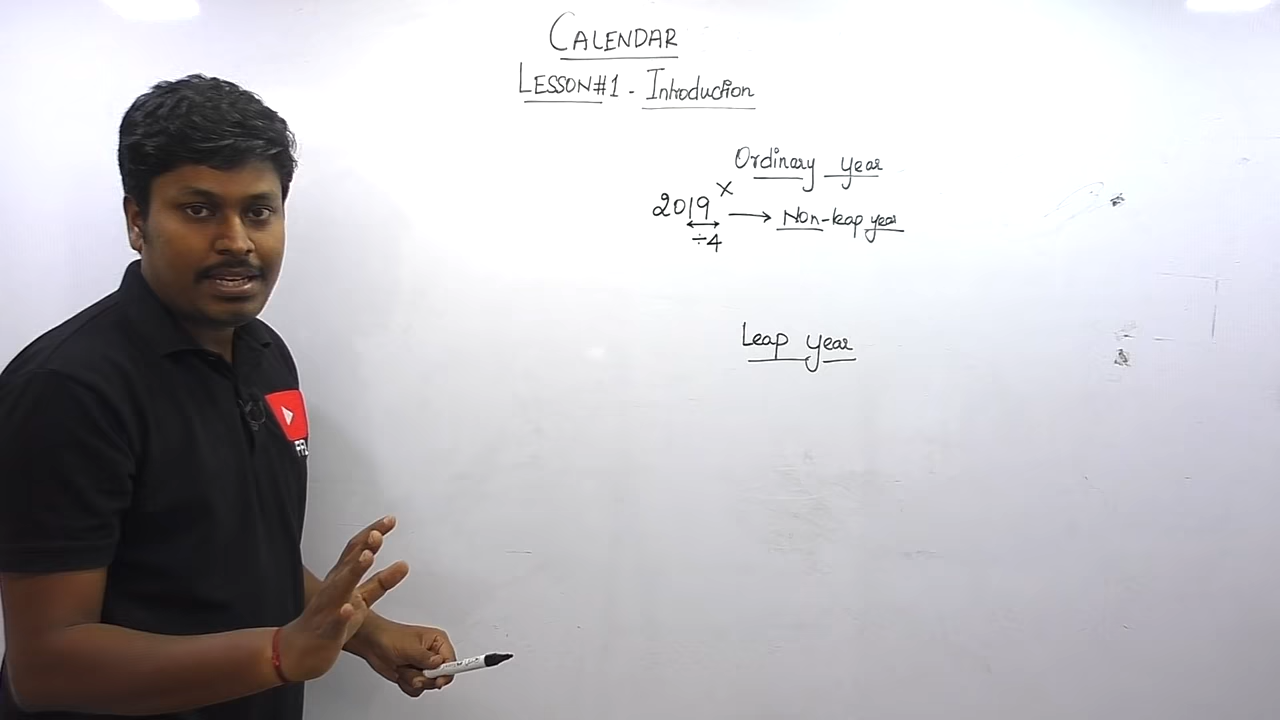 CALENDAR
LESSON#1 - Introduction
Ordinary year
2019 × → Non-leap year
÷4
Leap year